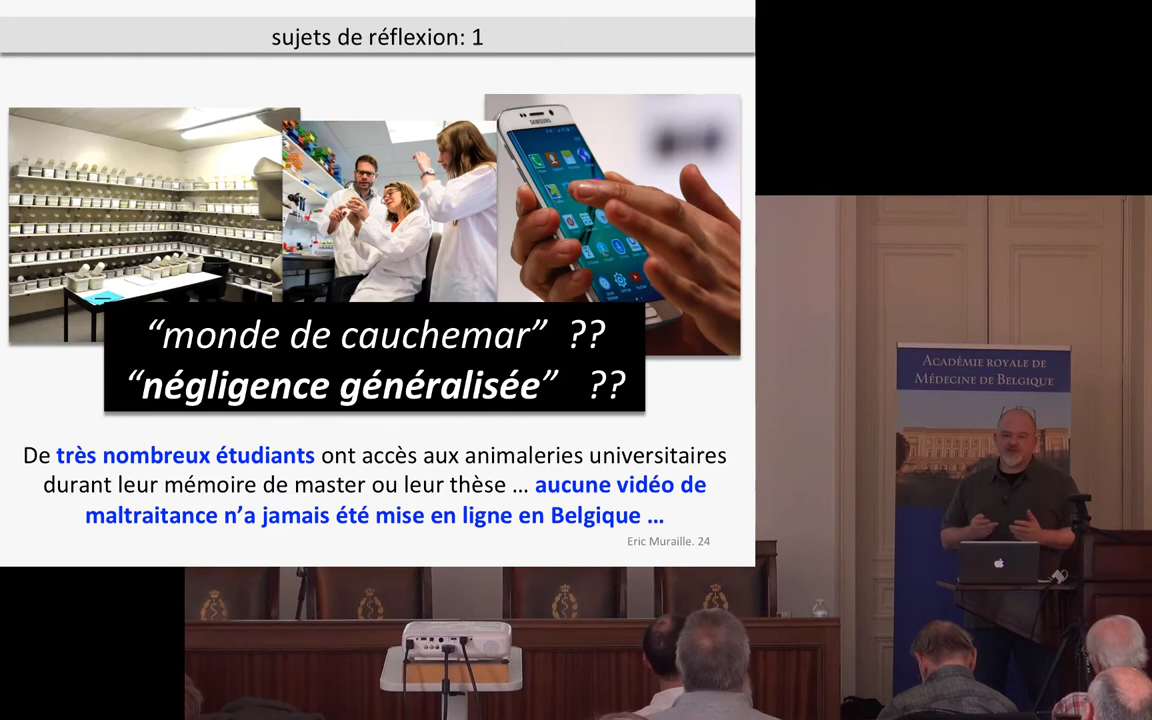 sujets de réflexion: 1
SAMSUNG
“monde de cauchemar” ??
“négligence généralisée” ??
De très nombreux étudiants ont accès aux animaleries universitaires
durant leur mémoire de master ou leur thèse … aucune vidéo de
maltraitance n’a jamais été mise en ligne en Belgique …
Eric Muraille. 24
Académie royale de
Médecine de Belgique